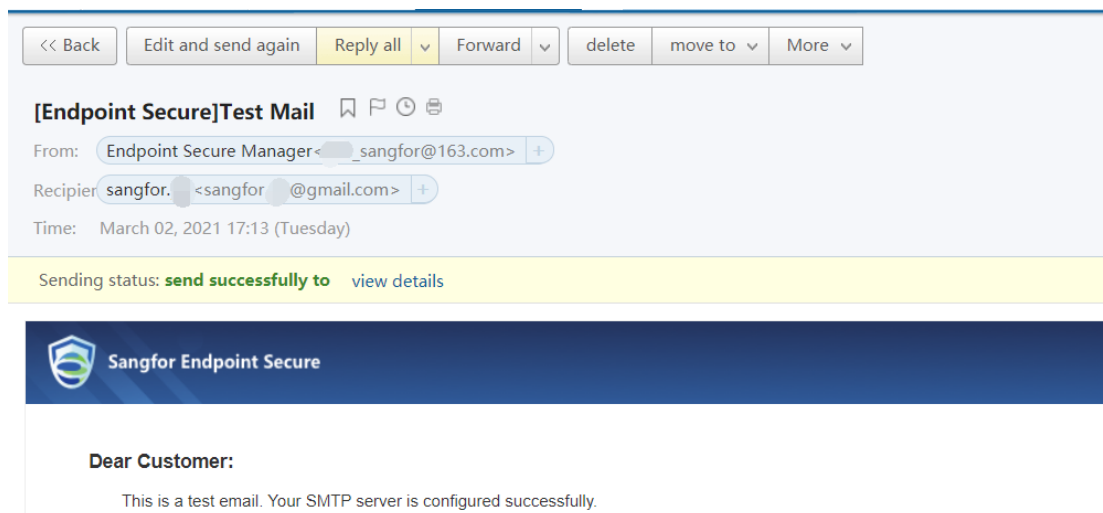 << Back Edit and send again Reply all Forward delete move to More
[Endpoint Secure]Test Mail
From: Endpoint Secure Manager< _sangfor@163.com> +
Recipier sangfor. <sangfor @gmail.com> +
Time: March 02, 2021 17:13 (Tuesday)
Sending status: send successfully to view details
Sangfor Endpoint Secure
Dear Customer:
This is a test email. Your SMTP server is configured successfully.